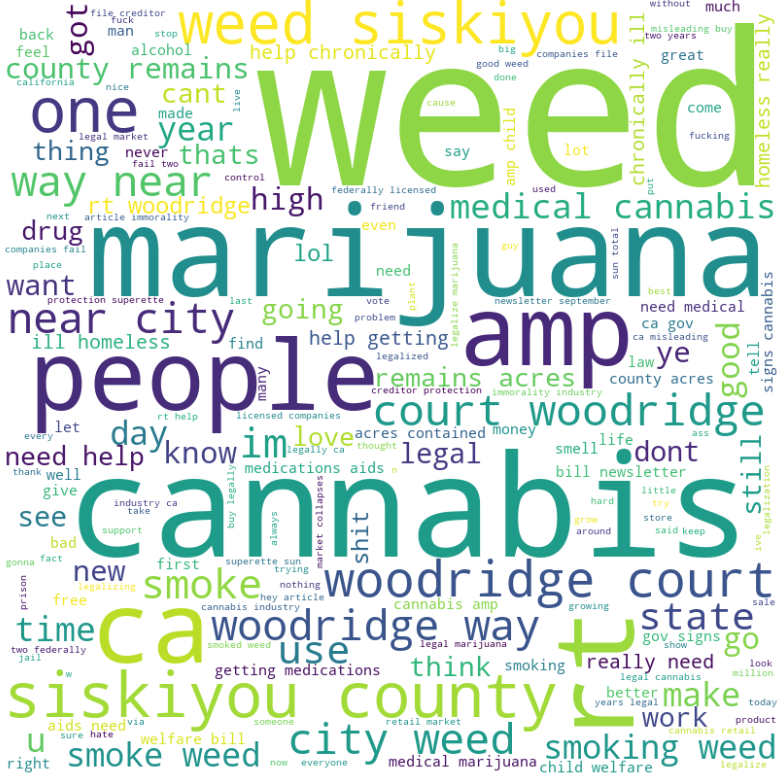 file creditor
fuck
man
without
much
misleading buy
two years
got
weed siskiyou
back
feel
stop
alcohol
help chronically
big
good weed
companies file
done
great
county remains
california
nice
cant
weed
live
cause
chronically ill
homeless really
one
made
year
come
legal market
thing
never
thats
fail two
control
say
amp child
lot
fucking
way near
rt woodridge
high
federally licensed
used
put
friend
medical cannabis
next
article immorality
drug
even
guy
sun total
companies fail
place
marijuana
lol
need
plant
legalize marijuana
best
want
protection superette
last
vote
newsletter september
need medical
near city
going
problem
ca gov
ca misleading
signs cannabis
ill homeless
find
help getting
legalized
amp
ye
law
tell
good
people
many
remains acres
county acres
creditor protection
immorality industry
rt help
licensed companies
court woodridge
let
day
im
love
acres contained
money
ass
every
legally ca
thought
n
smell
life
need help
know
legal
dont
still
thank
well
medications aids
bill newsletter
give
buy legally
cannabis
hard
little
try
ive
legalization
see
industry ca
take
support
always
market collapses
grow
store
around
said
keep
bad
gonna
fact
first
superette sun
trying
shit
new
smoke
nothing
woodridge court
prison
legalizing
hey article
free
cannabis industry
cannabis amp
growing
sale
ca
woodridge way
rt
state
time
smoked weed
use
legal marijuana
gov signs
show
go
two federally
jail
getting medications
think
smoking
really need
look
legal cannabis
million
w
siskiyou county
better
make
years legal
aids need
via
someone
retail market
work
product
u
welfare bill
city weed
cannabis retail
today
sure
hate
right
smoke weed
now
everyone
medical marijuana
smoking weed
child welfare
legalize